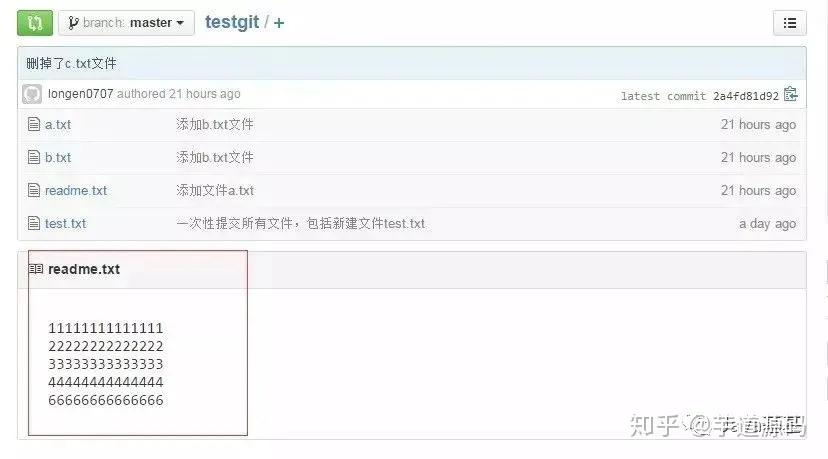 branch: master testgit / +
删掉了c.txt文件
longen0707 authored 21 hours ago latest commit 2a4fd81d92
a.txt 添加b.txt文件 21 hours ago
b.txt 添加b.txt文件 21 hours ago
readme.txt 添加文件a.txt 21 hours ago
test.txt 一次性提交所有文件，包括新建文件test.txt a day ago
readme.txt
11111111111111
22222222222222
33333333333333
44444444444444
66666666666666
知乎 @芋道源码